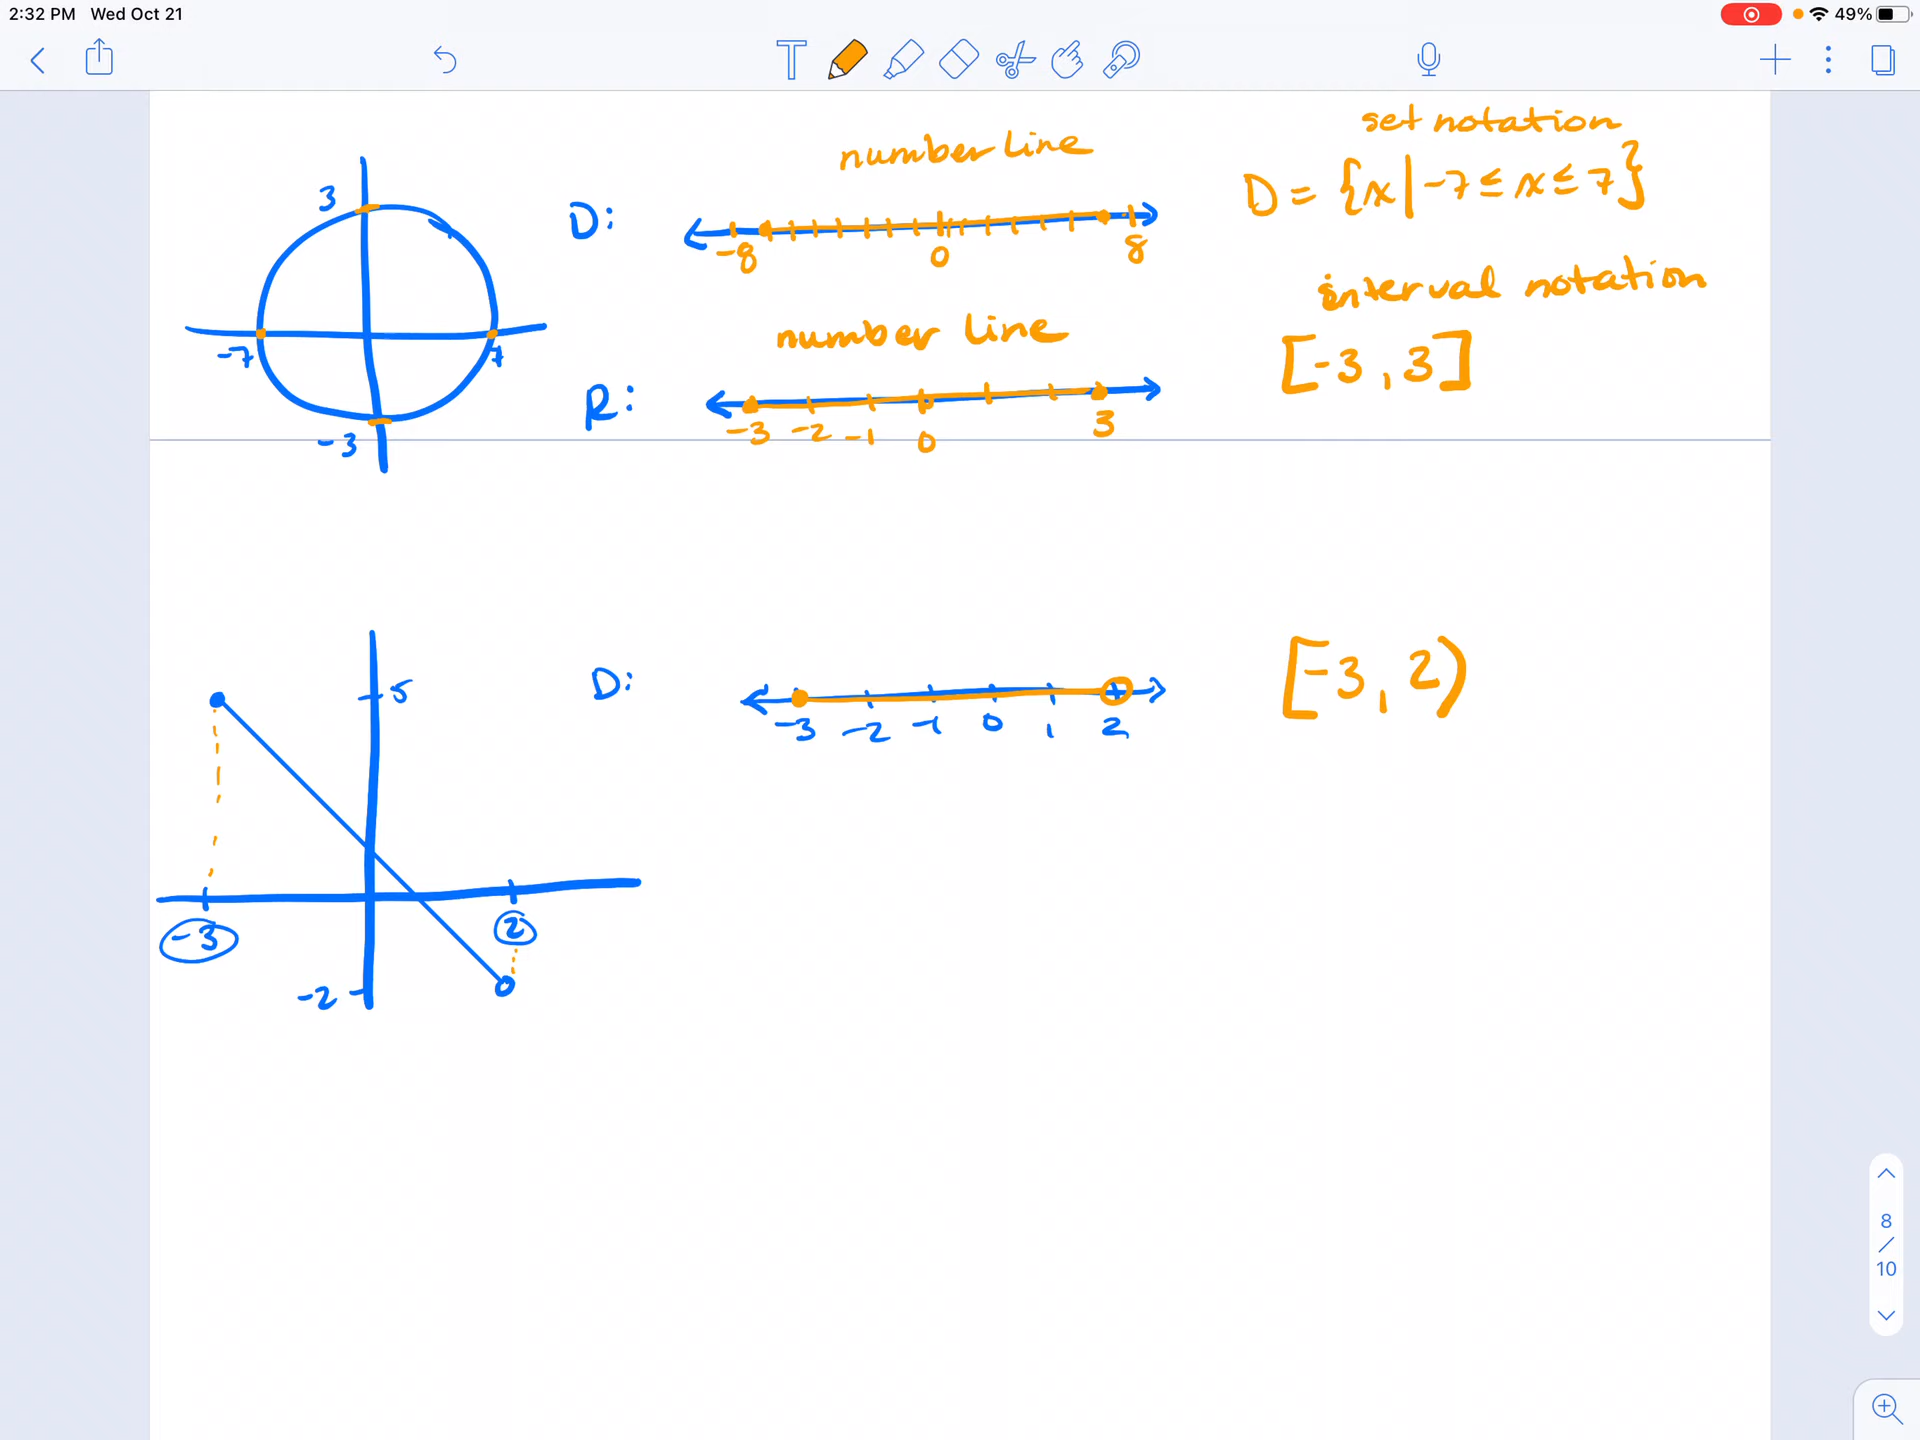 2:32 PM Wed Oct 21
49%
set notation
number line
D = {x | -7 ≤ x ≤ 7}
3
D:
-8 0 8
interval notation
number line
[-3, 3]
-7 7
R:
-3 -2 -1 0 3
-3
5
D:
[-3, 2)
-3 -2 -1 0 1 2
-3 2
-2
8
/
10